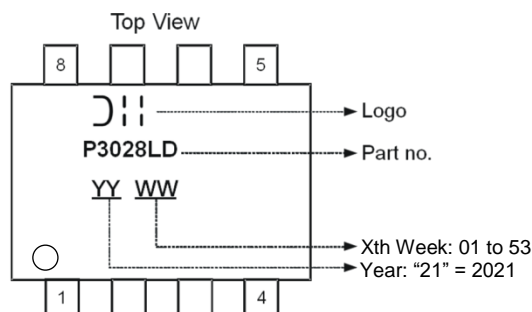 Top View
8 5
Logo
P3028LD Part no.
YY WW
Xth Week: 01 to 53
Year: “21” = 2021
1 4